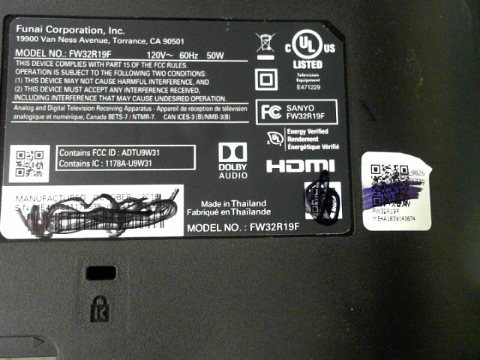 Funai Corporation, Inc.
19900 Van Ness Avenue, Torrance, CA 90501
MODEL NO.: FW32R19F 120V~ 60Hz 50W
THIS DEVICE COMPLIES WITH PART 15 OF THE FCC RULES.
OPERATION IS SUBJECT TO THE FOLLOWING TWO CONDITIONS:
(1) THIS DEVICE MAY NOT CAUSE HARMFUL INTERFERENCE, AND
(2) THIS DEVICE MUST ACCEPT ANY INTERFERENCE RECEIVED,
INCLUDING INTERFERENCE THAT MAY CAUSE UNDESIRED OPERATION.
Analog and Digital Television Receiving Apparatus - Appareil de réception de télévision
analogique et numérique, Canada BETS-7 / NTMR-7. CAN ICES-3 (B)/NMB-3(B)
c UL US
LISTED
Television
Equipment
E471229
FC SANYO
FW32R19F
Energy Verified
Rendement
Énergétique Vérifié
Contains FCC ID : ADTU9W31
Contains IC : 1178A-U9W31
DOLBY
AUDIO
HDMI
MANUFACTURED
Made in Thailand
Fabriqué en Thaïlande
MODEL NO. : FW32R19F
FW32R19F
K